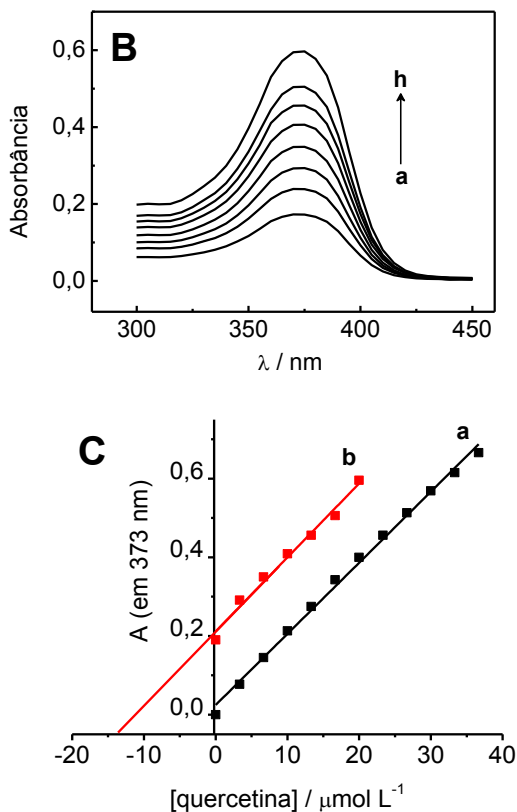 B
Absorbância
0,6
0,4
0,2
0,0
h
a
300 350 400 450
λ / nm
C
A (em 373 nm)
0,6
0,4
0,2
0,0
b
a
-20 -10 0 10 20 30 40
[quercetina] / μmol L⁻¹